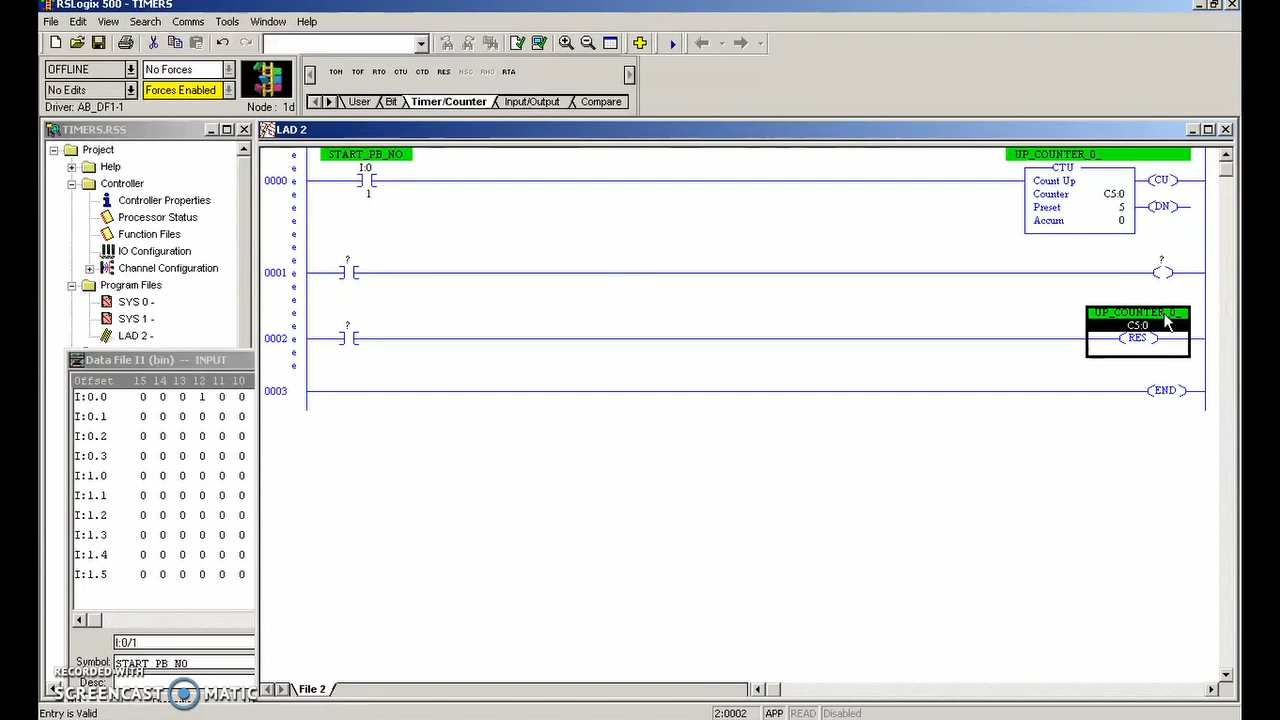 RSLogix 500 - TIMERS
File Edit View Search Comms Tools Window Help
OFFLINE No Forces
No Edits Forces Enabled
Driver: AB_DF1-1 Node : 1d
TON TOF RTO CTU CTD RES HSC RHC RTA
User Bit Timer/Counter Input/Output Compare
TIMERS.RSS
Project
Help
Controller
Controller Properties
Processor Status
Function Files
IO Configuration
Channel Configuration
Program Files
SYS 0 -
SYS 1 -
LAD 2 -
Data File I1 (bin) -- INPUT
Offset 15 14 13 12 11 10
I:0.0 0 0 0 1 0 0
I:0.1 0 0 0 0 0 0
I:0.2 0 0 0 0 0 0
I:0.3 0 0 0 0 0 0
I:1.0 0 0 0 0 0 0
I:1.1 0 0 0 0 0 0
I:1.2 0 0 0 0 0 0
I:1.3 0 0 0 0 0 0
I:1.4 0 0 0 0 0 0
I:1.5 0 0 0 0 0 0
I:0/1
Symbol: START_PB_NO
Desc:
RECORDED WITH
SCREENCAST MATIC
LAD 2
START_PB_NO
I:0
0000
1
UP_COUNTER_0_
CTU
Count Up
Counter C5:0
Preset 5
Accum 0
CU
DN
e
e
e
e
e
e
e
e
0001
? ?
e
e
e
e
e
0002
?
UP_COUNTER_0_
C5:0
RES
0003 END
File 2
Entry is Valid 2:0002 APP READ Disabled